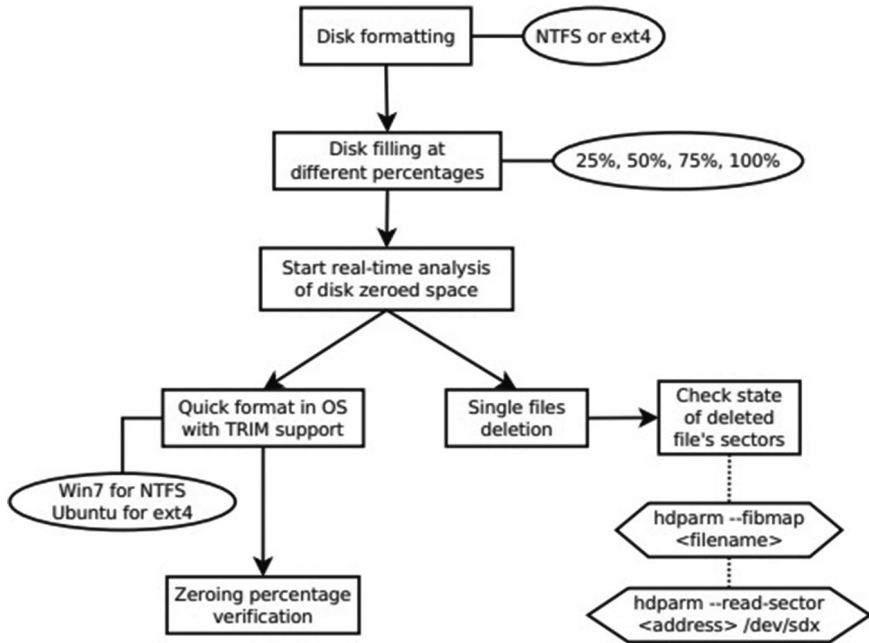 Disk formatting
NTFS or ext4
Disk filling at
different percentages
25%, 50%, 75%, 100%
Start real-time analysis
of disk zeroed space
Quick format in OS
with TRIM support
Single files
deletion
Check state
of deleted
file's sectors
Win7 for NTFS
Ubuntu for ext4
hdparm --fibmap
<filename>
Zeroing percentage
verification
hdparm --read-sector
<address> /dev/sdx